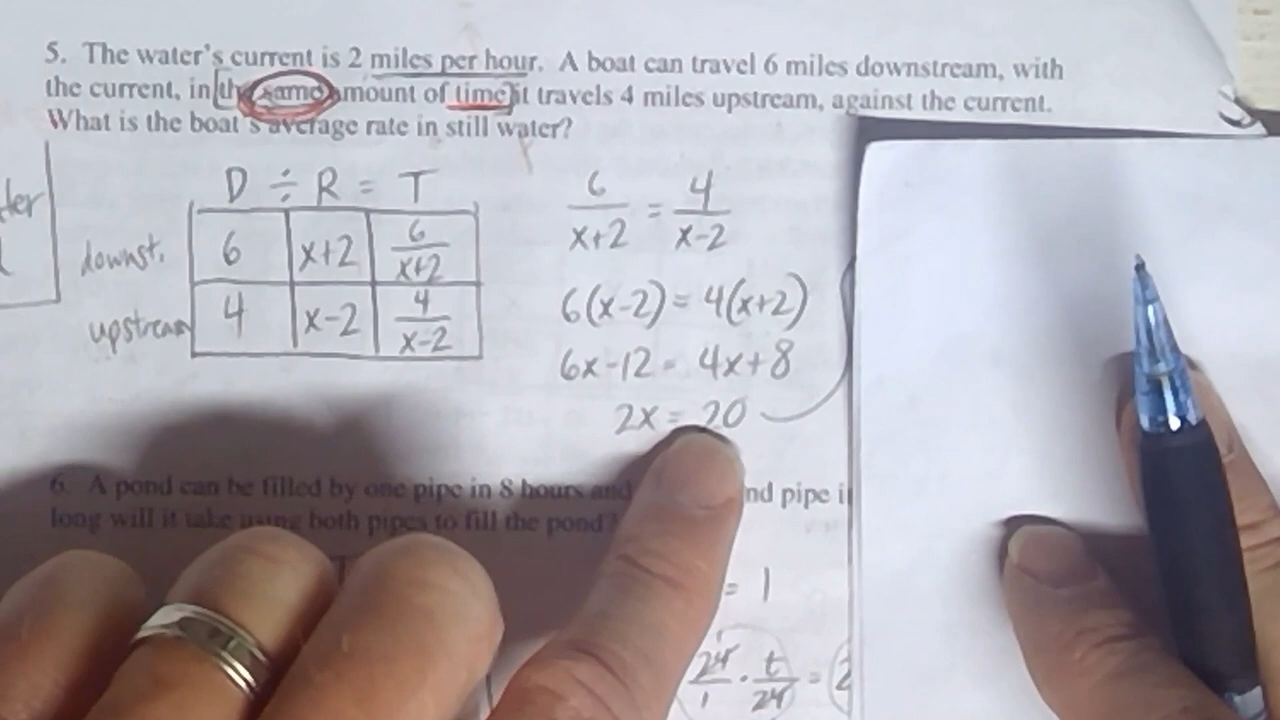 5. The water's current is 2 miles per hour. A boat can travel 6 miles downstream, with
the current, in the same amount of time it travels 4 miles upstream, against the current.
What is the boat's average rate in still water?
D ÷ R = T
downst. 6 x+2 6/(x+2)
upstream 4 x-2 4/(x-2)
6/(x+2) = 4/(x-2)
6(x-2) = 4(x+2)
6x-12 = 4x+8
2x = 20
6. A pond can be filled by one pipe in 8 hours and nd pipe i
long will it take using both pipes to fill the pond?
= 1
24/1 · t/24 =